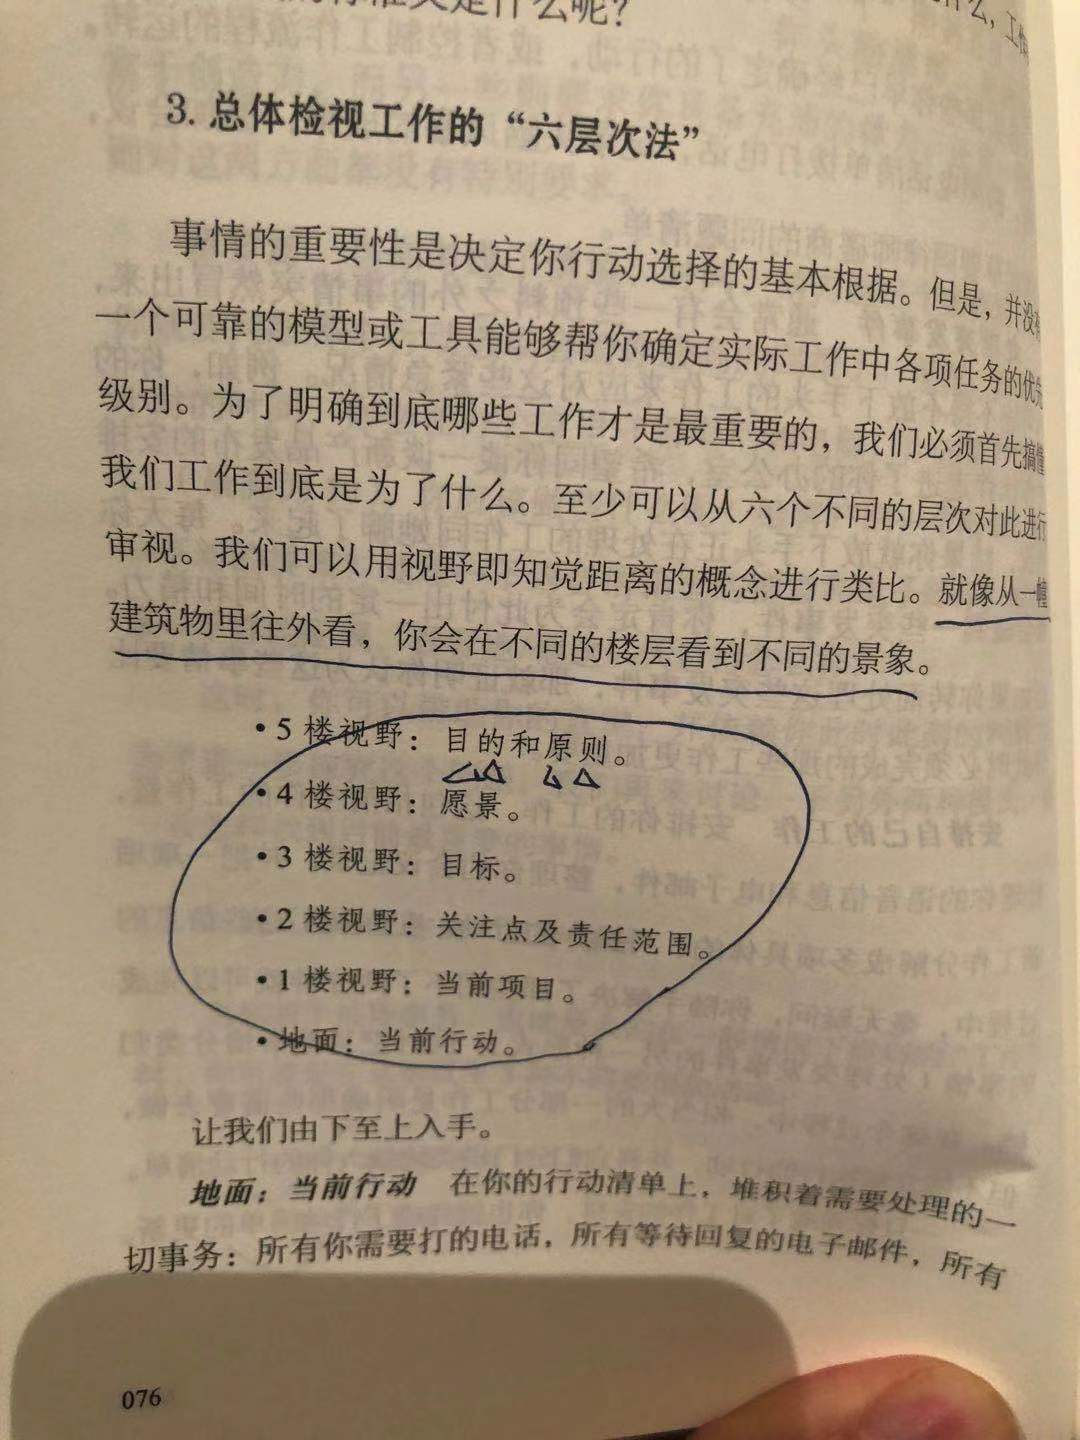 是什么呢？
什么，工作
3. 总体检视工作的“六层次法”
事情的重要性是决定你行动选择的基本根据。但是，并没有
一个可靠的模型或工具能够帮你确定实际工作中各项任务的优先
级别。为了明确到底哪些工作才是最重要的，我们必须首先搞懂
我们工作到底是为了什么。至少可以从六个不同的层次对此进行
审视。我们可以用视野即知觉距离的概念进行类比。就像从一幢
建筑物里往外看，你会在不同的楼层看到不同的景象。
• 5 楼视野：目的和原则。
• 4 楼视野：愿景。
• 3 楼视野：目标。
• 2 楼视野：关注点及责任范围。
• 1 楼视野：当前项目。
• 地面：当前行动。
让我们由下至上入手。
地面：当前行动 在你的行动清单上，堆积着需要处理的一
切事务：所有你需要打的电话，所有等待回复的电子邮件，所有
076